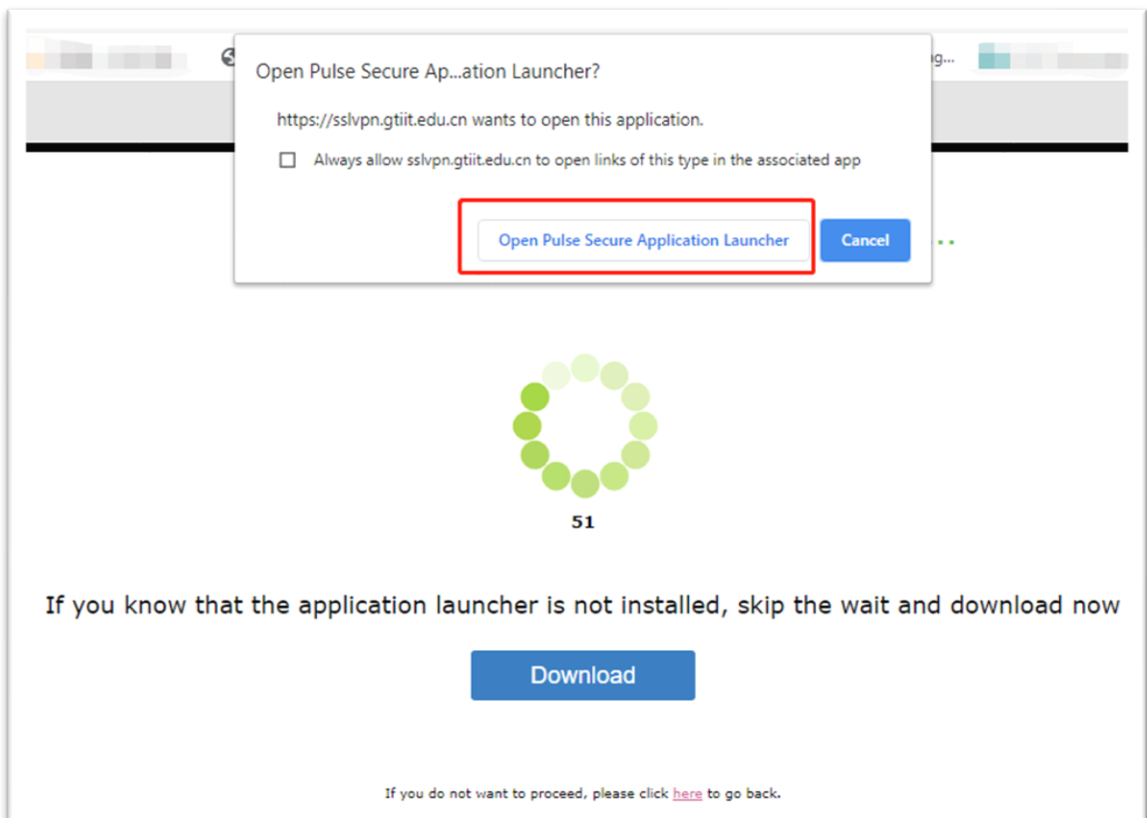 Open Pulse Secure Ap...ation Launcher?
https://sslvpn.gtiit.edu.cn wants to open this application.
Always allow sslvpn.gtiit.edu.cn to open links of this type in the associated app
Open Pulse Secure Application Launcher
Cancel
51
If you know that the application launcher is not installed, skip the wait and download now
Download
If you do not want to proceed, please click here to go back.